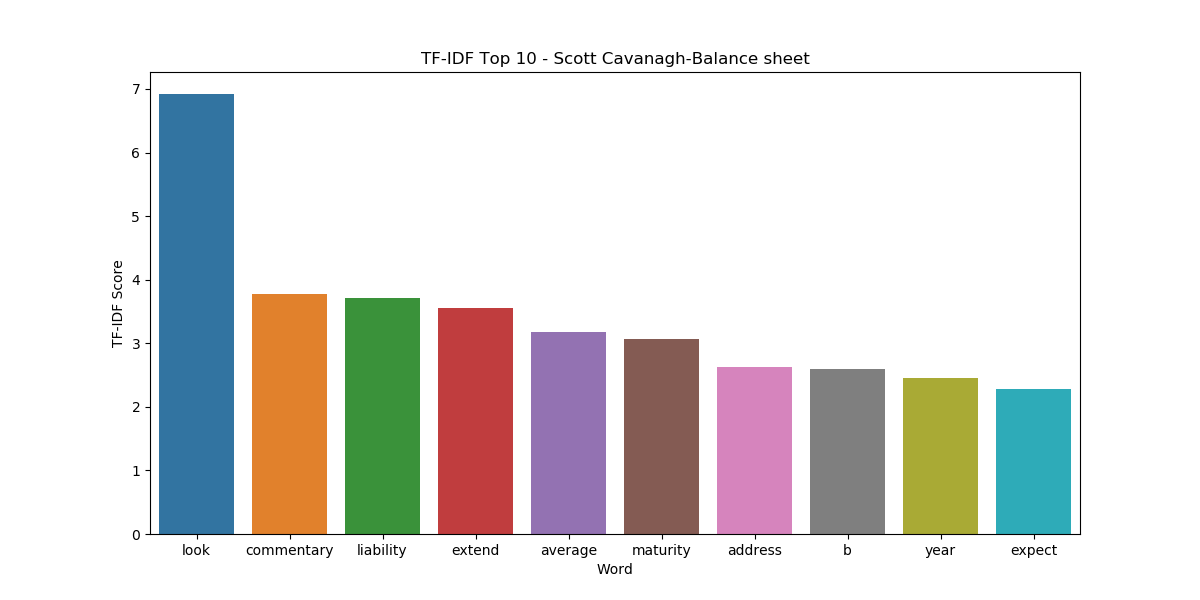 TF-IDF Top 10 - Scott Cavanagh-Balance sheet
TF-IDF Score
7
6
5
4
3
2
1
0
look commentary liability extend average maturity address b year expect
Word